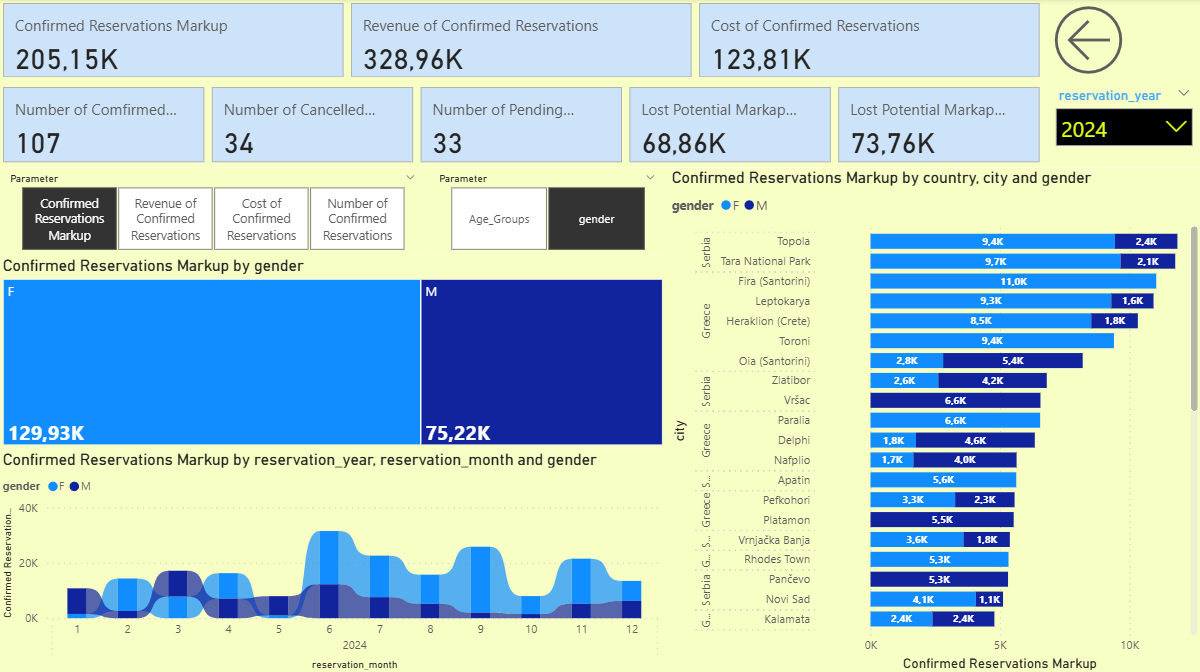 Confirmed Reservations Markup
205,15K
Revenue of Confirmed Reservations
328,96K
Cost of Confirmed Reservations
123,81K
Number of Comfirmed...
107
Number of Cancelled...
34
Number of Pending...
33
Lost Potential Markap...
68,86K
Lost Potential Markap...
73,76K
reservation_year
2024
Parameter
Confirmed
Reservations
Markup
Revenue of
Confirmed
Reservations
Cost of
Confirmed
Reservations
Number of
Confirmed
Reservations
Parameter
Age_Groups
gender
Confirmed Reservations Markup by gender
F
129,93K
M
75,22K
Confirmed Reservations Markup by reservation_year, reservation_month and gender
gender F M
Confirmed Reservation...
40K
20K
0K
1 2 3 4 5 6 7 8 9 10 11 12
2024
reservation_month
Confirmed Reservations Markup by country, city and gender
gender F M
city
Serbia
Topola 9,4K 2,4K
Tara National Park 9,7K 2,1K
Greece
Fira (Santorini) 11,0K
Leptokarya 9,3K 1,6K
Heraklion (Crete) 8,5K 1,8K
Toroni 9,4K
Oia (Santorini) 2,8K 5,4K
Serbia
Zlatibor 2,6K 4,2K
Vršac 6,6K
Greece
Paralia 6,6K
Delphi 1,8K 4,6K
Nafplio 1,7K 4,0K
S...
Apatin 5,6K
Greece
Pefkohori 3,3K 2,3K
Platamon 5,5K
S...
Vrnjačka Banja 3,6K 1,8K
G...
Rhodes Town 5,3K
Serbia
Pančevo 5,3K
Novi Sad 4,1K 1,1K
G...
Kalamata 2,4K 2,4K
0K 5K 10K
Confirmed Reservations Markup